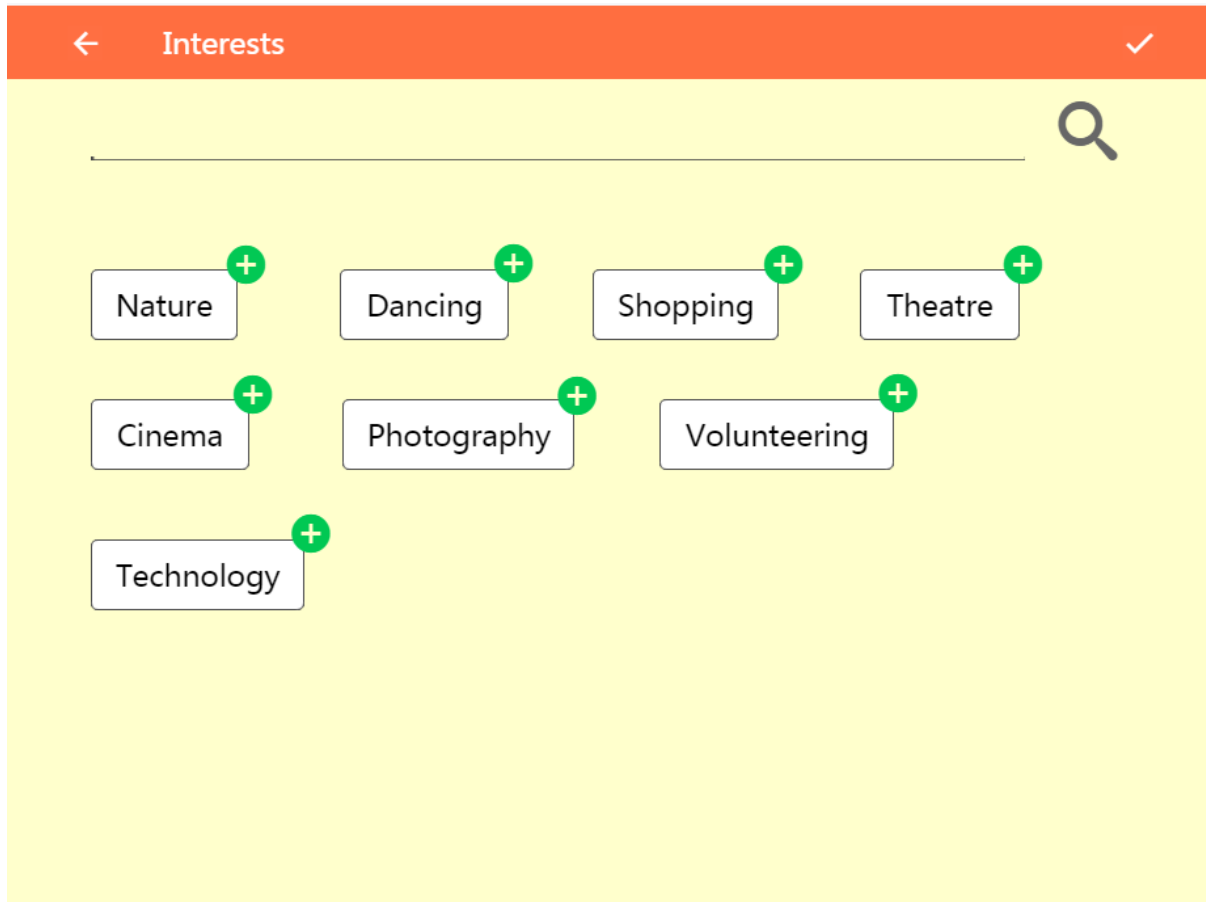 Interests
Nature Dancing Shopping Theatre
Cinema Photography Volunteering
Technology